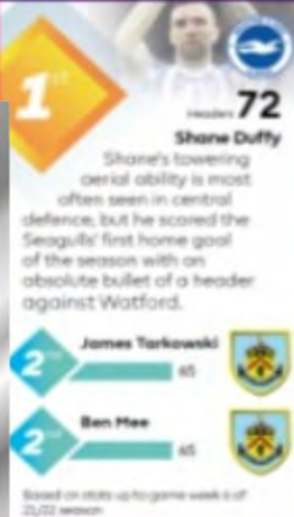 1st
Headers 72
Shane Duffy
Shane's towering
aerial ability is most
often seen in central
defence, but he scored the
Seagulls' first home goal
of the season with an
absolute bullet of a header
against Watford.
2nd
James Tarkowski
65
2nd
Ben Mee
65
Based on stats up to game week 6 of
21/22 season